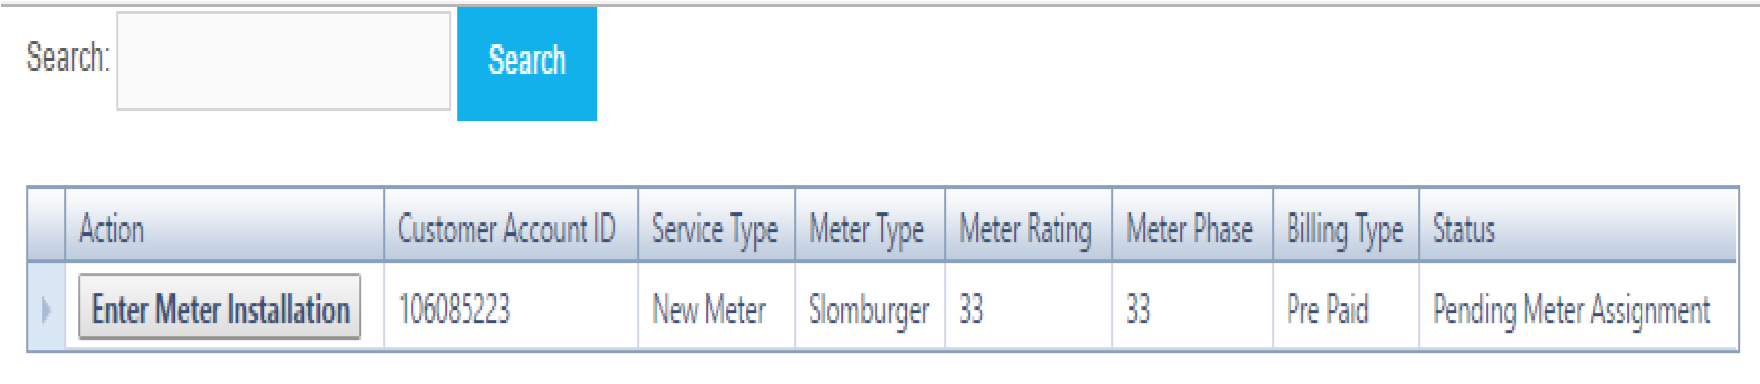 Search: Search
Action Customer Account ID Service Type Meter Type Meter Rating Meter Phase Billing Type Status
Enter Meter Installation 106085223 New Meter Slomburger 33 33 Pre Paid Pending Meter Assignment